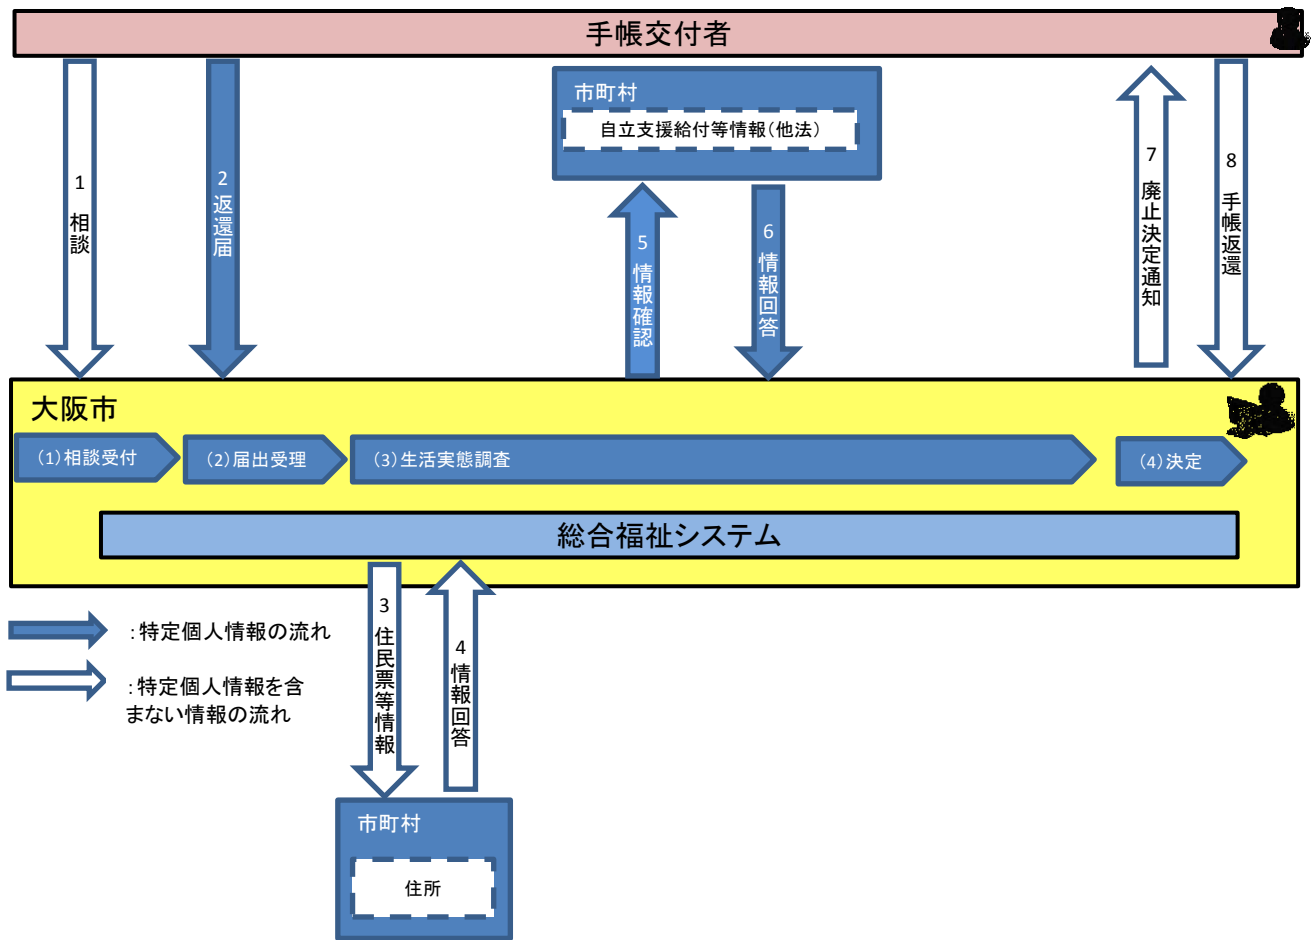 手帳交付者
市町村
自立支援給付等情報(他法)
1 相談
2 返還届
5 情報確認
6 情報回答
7 廃止決定通知
8 手帳返還
大阪市
(1)相談受付
(2)届出受理
(3)生活実態調査
(4)決定
総合福祉システム
:特定個人情報の流れ
:特定個人情報を含
まない情報の流れ
3 住民票等情報
4 情報回答
市町村
住所